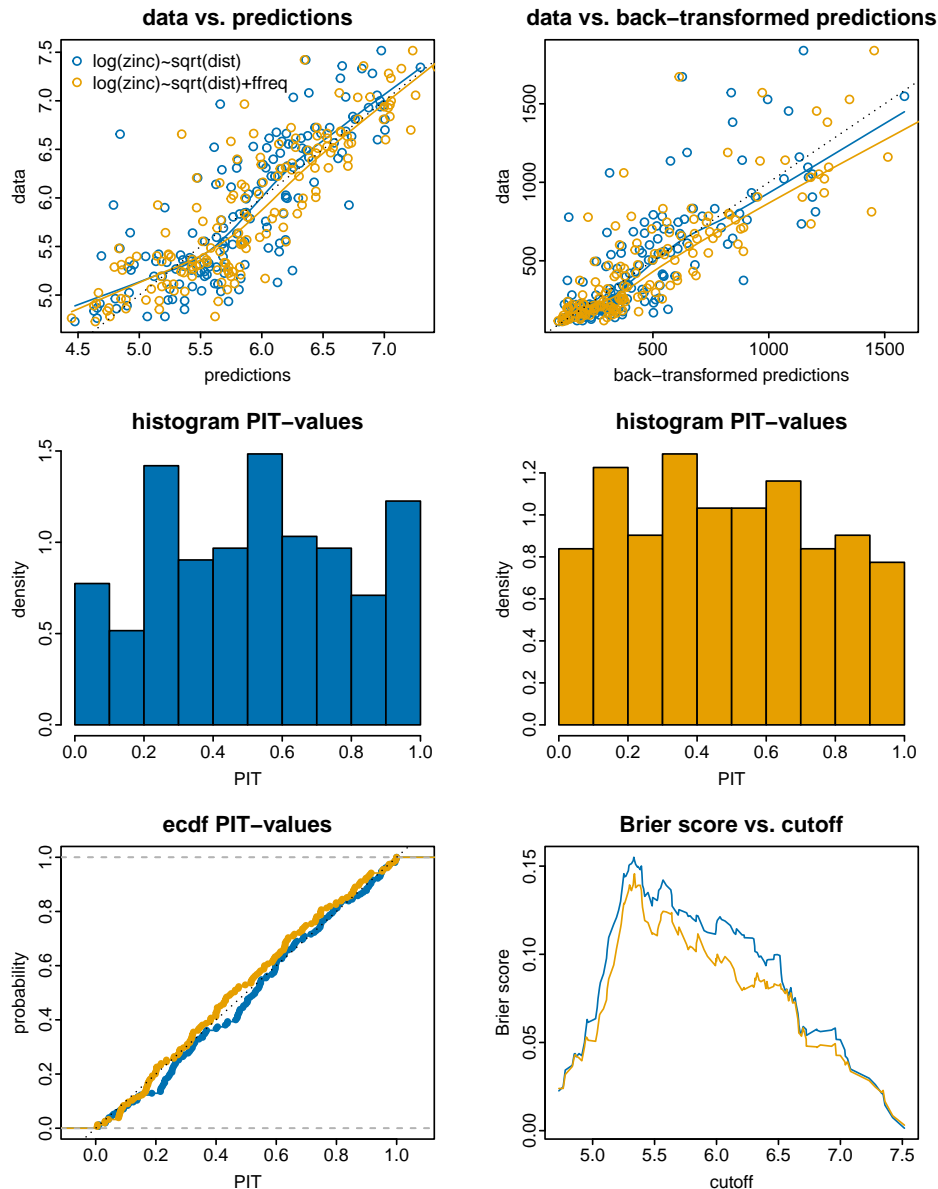 data vs. predictions
data
7.5
7.0
6.5
6.0
5.5
5.0
log(zinc)~sqrt(dist)
log(zinc)~sqrt(dist)+ffreq
4.5 5.0 5.5 6.0 6.5 7.0
predictions
data vs. back−transformed predictions
data
1500
1000
500
500 1000 1500
back−transformed predictions
histogram PIT−values
density
1.5
1.0
0.5
0.0
0.0 0.2 0.4 0.6 0.8 1.0
PIT
histogram PIT−values
density
1.2
1.0
0.8
0.6
0.4
0.2
0.0
0.0 0.2 0.4 0.6 0.8 1.0
PIT
ecdf PIT−values
probability
1.0
0.8
0.6
0.4
0.2
0.0
0.0 0.2 0.4 0.6 0.8 1.0
PIT
Brier score vs. cutoff
Brier score
0.15
0.10
0.05
0.00
5.0 5.5 6.0 6.5 7.0 7.5
cutoff